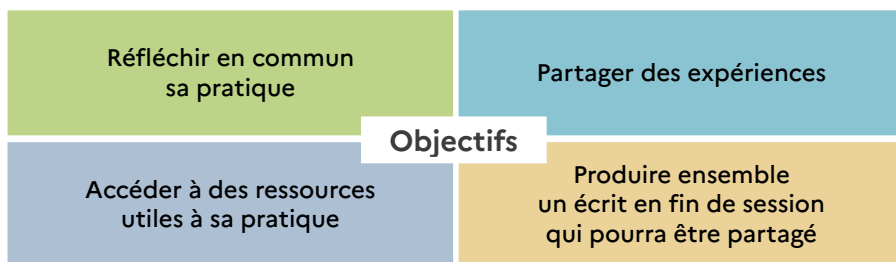 Réfléchir en commun
sa pratique
Partager des expériences
Objectifs
Accéder à des ressources
utiles à sa pratique
Produire ensemble
un écrit en fin de session
qui pourra être partagé